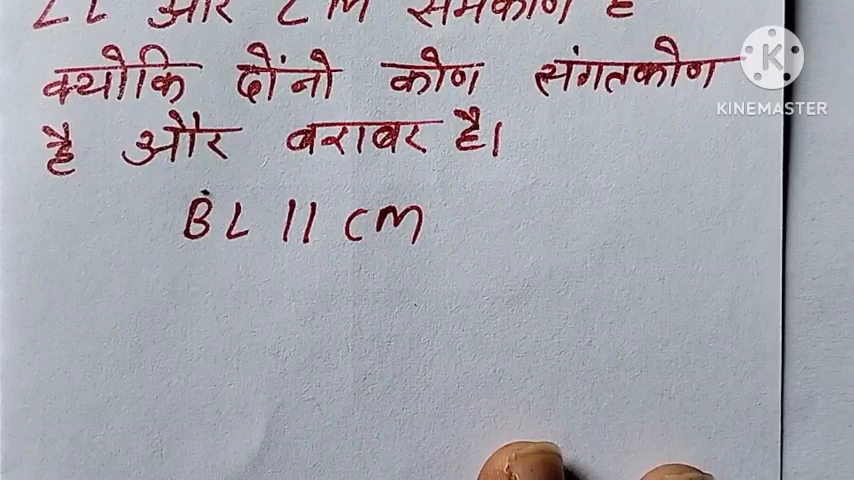 ∠L और ∠M समकोण है
क्योकि दोंनो कोण संगतकोण
है और बराबर है।
BL || CM
KINEMASTER